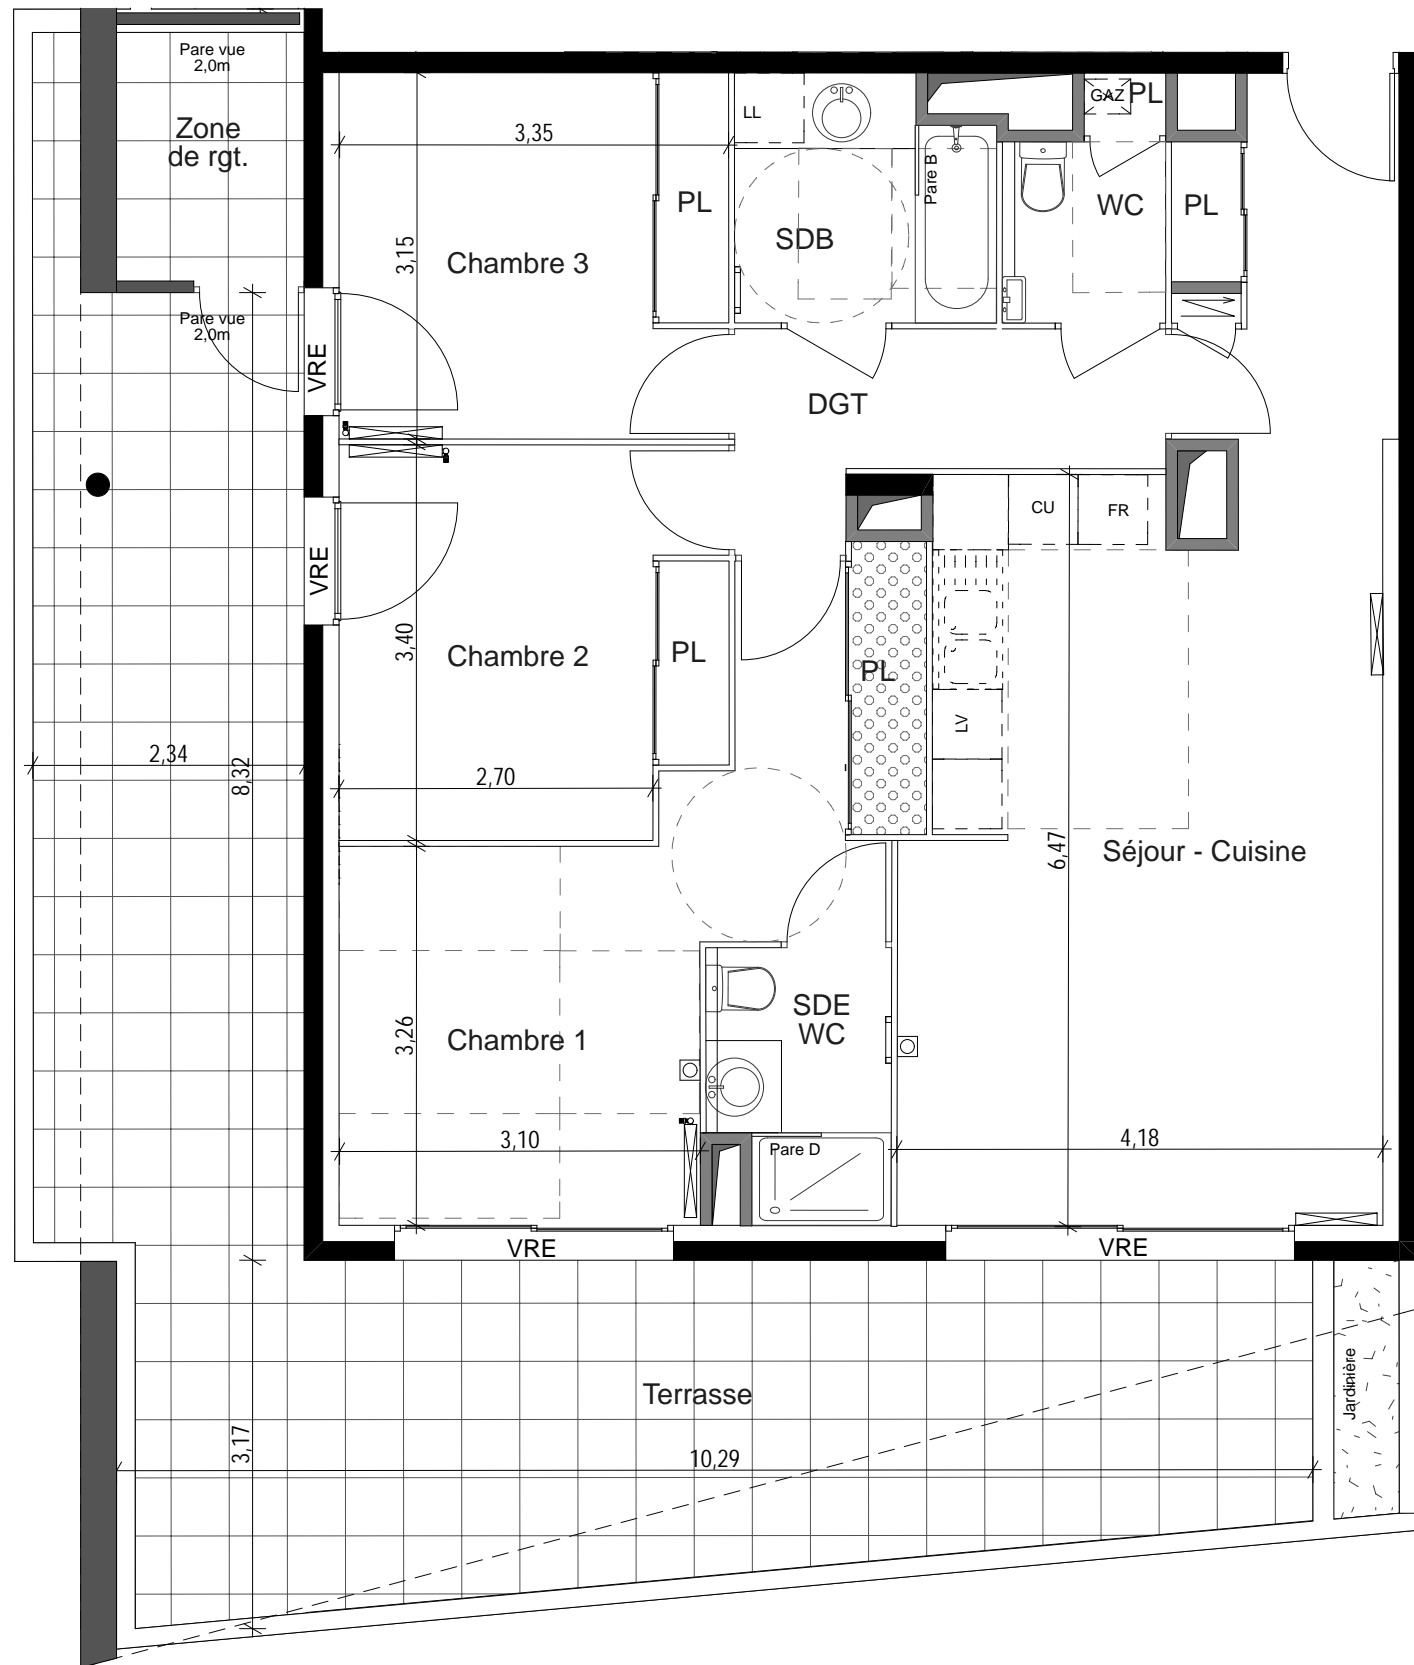 Pare vue
2,0m
Zone
de rgt.
Pare vue
2,0m
3,35
3,15
Chambre 3
PL
LL
SDB
Pare B
GAZ
PL
WC
PL
VRE
DGT
VRE
3,40
Chambre 2
PL
PL
CU
FR
LV
2,34
8,32
2,70
6,47
Séjour - Cuisine
3,26
Chambre 1
SDE
WC
3,10
Pare D
4,18
VRE
VRE
Terrasse
Jardinière
3,17
10,29